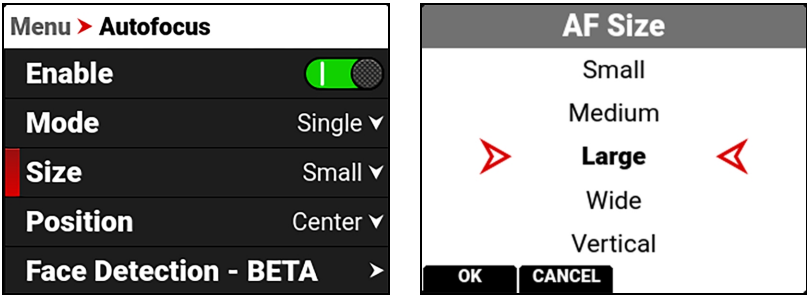 Menu > Autofocus
Enable
Mode Single
Size Small
Position Center
Face Detection - BETA >
AF Size
Small
Medium
Large
Wide
Vertical
OK CANCEL